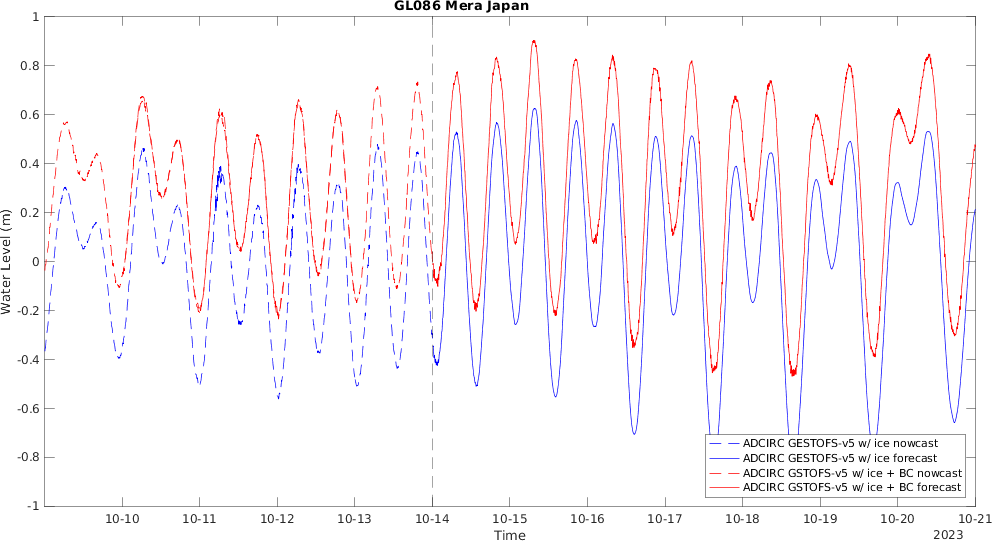 GL086 Mera Japan
1
0.8
0.6
0.4
0.2
0
-0.2
-0.4
-0.6
-0.8
-1
Water Level (m)
ADCIRC GESTOFS-v5 w/ ice nowcast
ADCIRC GESTOFS-v5 w/ ice forecast
ADCIRC GSTOFS-v5 w/ ice + BC nowcast
ADCIRC GSTOFS-v5 w/ ice + BC forecast
10-10 10-11 10-12 10-13 10-14 10-15 10-16 10-17 10-18 10-19 10-20 10-21
Time
2023